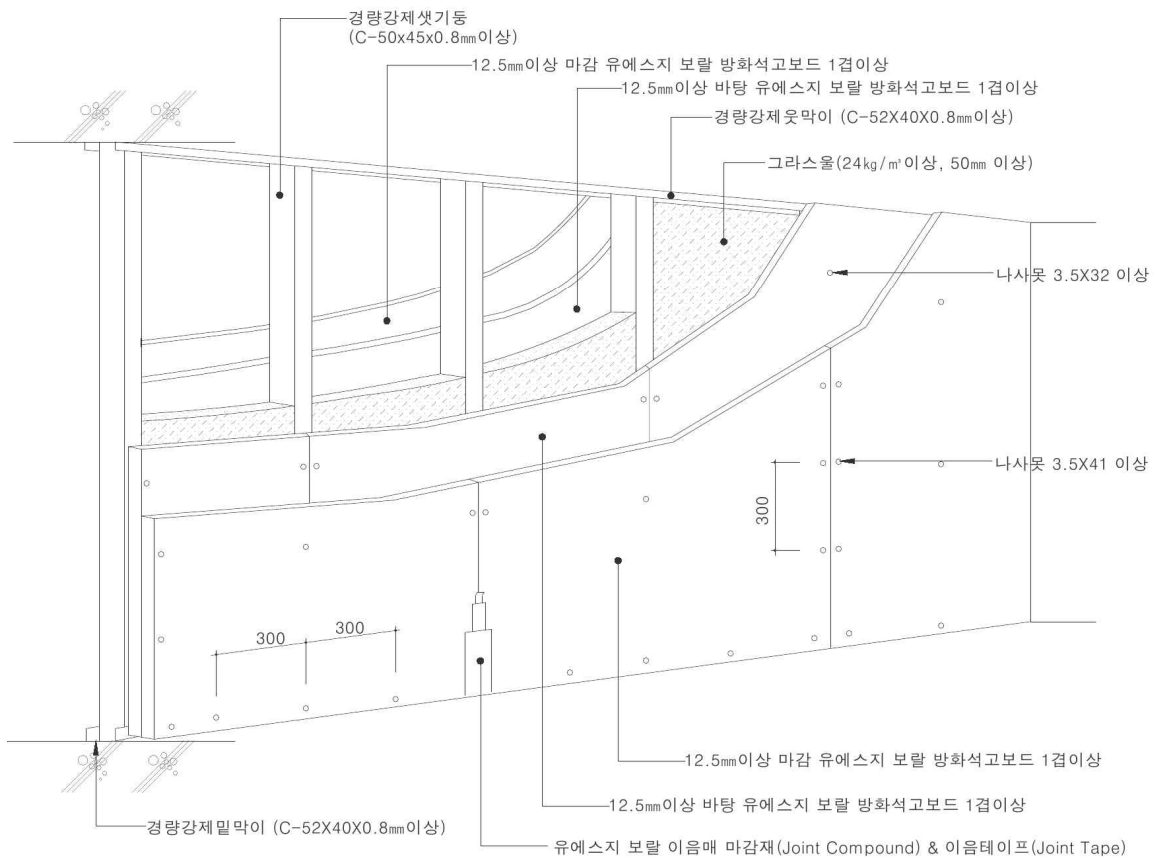 경량강제샛기둥
(C-50x45x0.8㎜이상)
12.5㎜이상 마감 유에스지 보랄 방화석고보드 1겹이상
12.5㎜이상 바탕 유에스지 보랄 방화석고보드 1겹이상
경량강제웃막이 (C-52X40X0.8㎜이상)
그라스울(24㎏/㎥이상, 50㎜ 이상)
나사못 3.5X32 이상
나사못 3.5X41 이상
300
300
300
12.5㎜이상 마감 유에스지 보랄 방화석고보드 1겹이상
12.5㎜이상 바탕 유에스지 보랄 방화석고보드 1겹이상
경량강제밑막이 (C-52X40X0.8㎜이상)
유에스지 보랄 이음매 마감재(Joint Compound) & 이음테이프(Joint Tape)